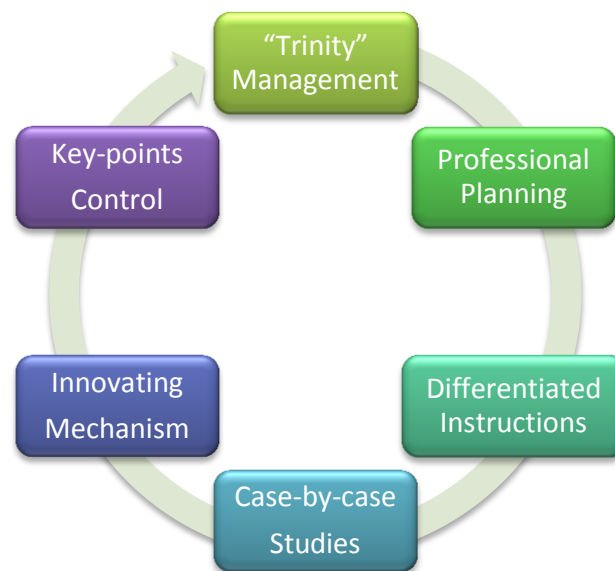 “Trinity”
Management
Professional
Planning
Differentiated
Instructions
Case-by-case
Studies
Innovating
Mechanism
Key-points
Control